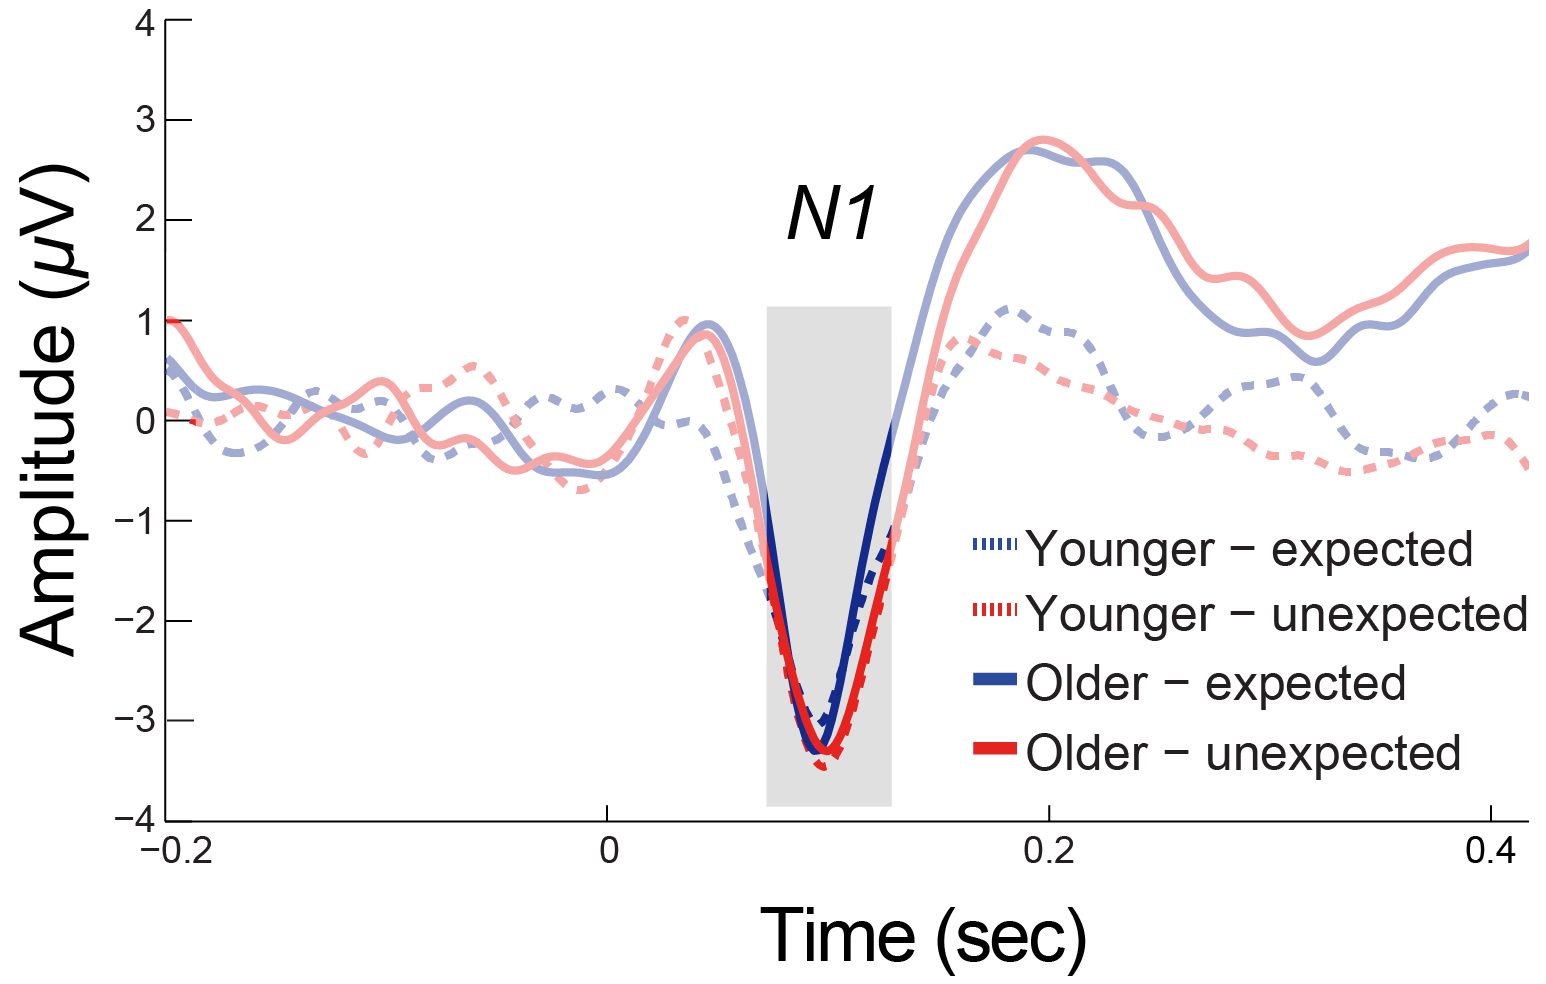 4
3
2
1
0
−1
−2
−3
−4
Amplitude (µV)
N1
Younger − expected
Younger − unexpected
Older − expected
Older − unexpected
−0.2
0
0.2
0.4
Time (sec)